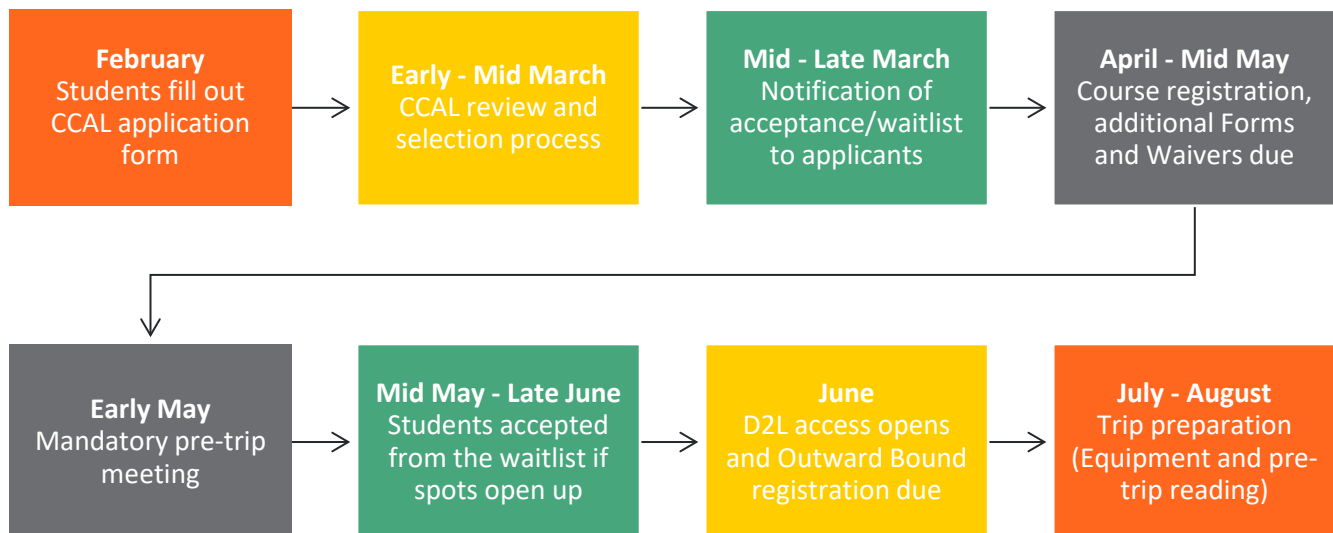 February
Students fill out
CCAL application
form
Early - Mid March
CCAL review and
selection process
Mid - Late March
Notification of
acceptance/waitlist
to applicants
April - Mid May
Course registration,
additional Forms
and Waivers due
Early May
Mandatory pre-trip
meeting
Mid May - Late June
Students accepted
from the waitlist if
spots open up
June
D2L access opens
and Outward Bound
registration due
July - August
Trip preparation
(Equipment and pre-
trip reading)